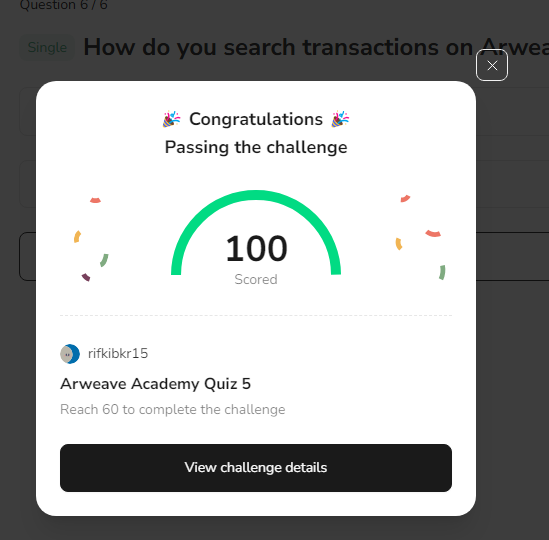 Question 6 / 6
Single How do you search transactions on Arwea
Congratulations
Passing the challenge
100
Scored
rifkibkr15
Arweave Academy Quiz 5
Reach 60 to complete the challenge
View challenge details